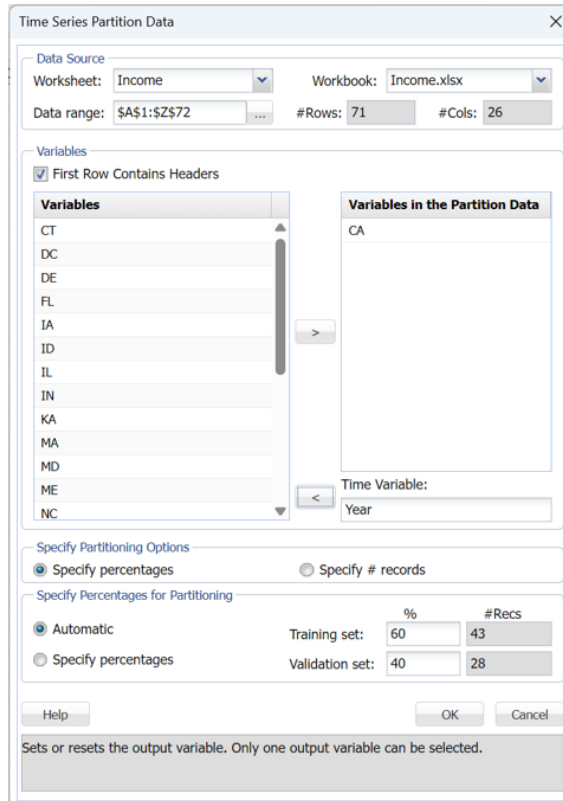 Time Series Partition Data
Data Source
Worksheet: Income Workbook: Income.xlsx
Data range: $A$1:$Z$72 ... #Rows: 71 #Cols: 26
Variables
First Row Contains Headers
Variables
CT
DC
DE
FL
IA
ID
IL
IN
KA
MA
MD
ME
NC
>
<
Variables in the Partition Data
CA
Time Variable:
Year
Specify Partitioning Options
Specify percentages Specify # records
Specify Percentages for Partitioning
% #Recs
Automatic
Training set: 60 43
Specify percentages
Validation set: 40 28
Help OK Cancel
Sets or resets the output variable. Only one output variable can be selected.